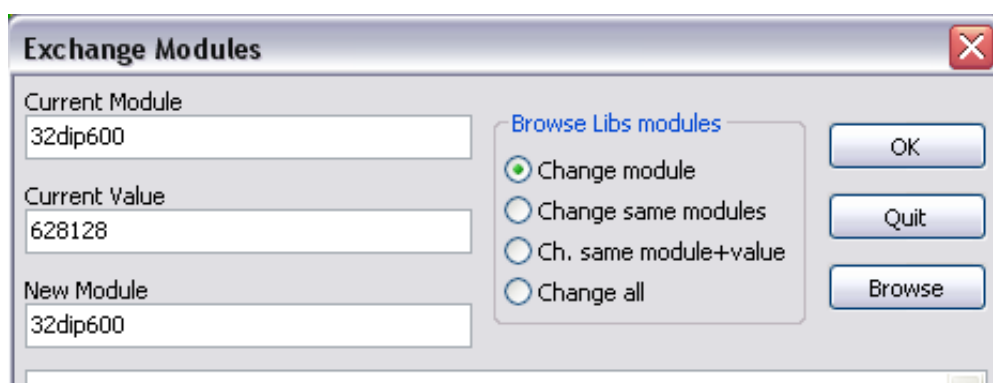 Exchange Modules
Current Module
32dip600
Current Value
628128
New Module
32dip600
Browse Libs modules
Change module
Change same modules
Ch. same module+value
Change all
OK
Quit
Browse